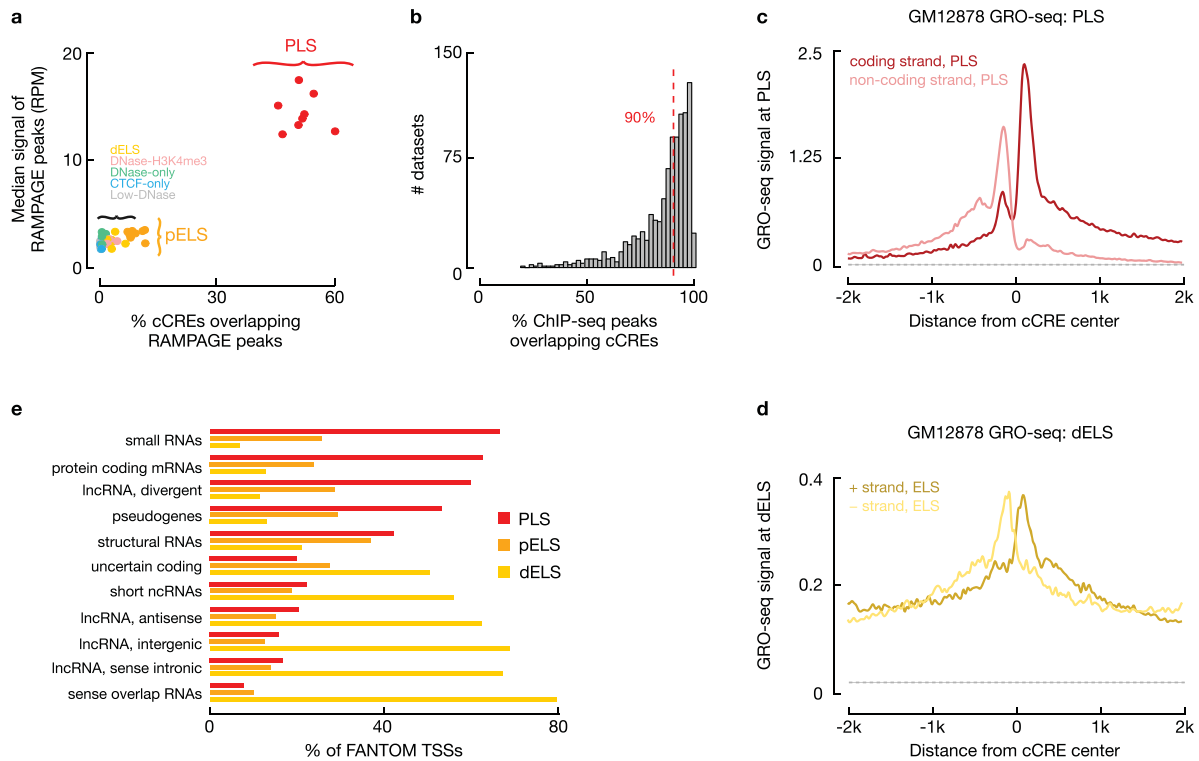 a
Median signal of
RAMPAGE peaks (RPM)
20
10
0
PLS
dELS
DNase-H3K4me3
DNase-only
CTCF-only
Low-DNase
pELS
0
30
60
% cCREs overlapping
RAMPAGE peaks
b
# datasets
150
75
0
90%
0
50
100
% ChIP-seq peaks
overlapping cCREs
c
GM12878 GRO-seq: PLS
GRO-seq signal at PLS
2.5
1.25
0
coding strand, PLS
non-coding strand, PLS
-2k
-1k
0
1k
2k
Distance from cCRE center
e
small RNAs
protein coding mRNAs
lncRNA, divergent
pseudogenes
structural RNAs
uncertain coding
short ncRNAs
lncRNA, antisense
lncRNA, intergenic
lncRNA, sense intronic
sense overlap RNAs
PLS
pELS
dELS
0
40
80
% of FANTOM TSSs
d
GM12878 GRO-seq: dELS
GRO-seq signal at dELS
0.4
0.2
0
+ strand, ELS
– strand, ELS
-2k
-1k
0
1k
2k
Distance from cCRE center